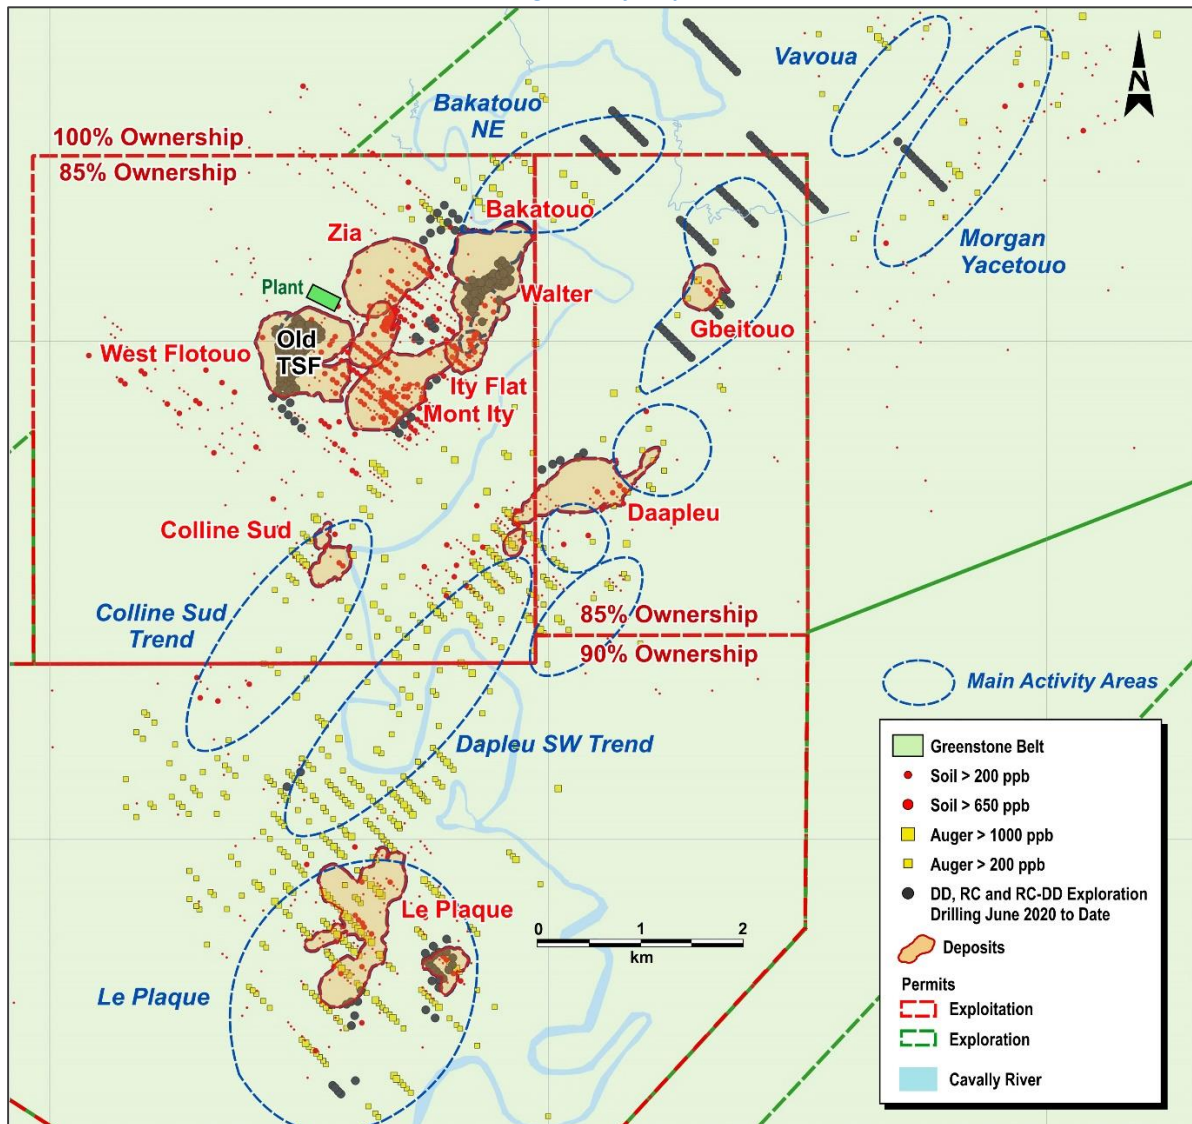 Vavoua
Bakatouo
NE
100% Ownership
85% Ownership
N
Zia
Bakatouo
Morgan
Yacetouo
Plant
Walter
Gbeitouo
West Flotouo
Old
TSF
Ity Flat
Mont Ity
Daapleu
Colline Sud
Colline Sud
Trend
85% Ownership
90% Ownership
Main Activity Areas
Dapleu SW Trend
Le Plaque
Le Plaque
0 1 2
km
Greenstone Belt
Soil > 200 ppb
Soil > 650 ppb
Auger > 1000 ppb
Auger > 200 ppb
DD, RC and RC-DD Exploration
Drilling June 2020 to Date
Deposits
Permits
Exploitation
Exploration
Cavally River